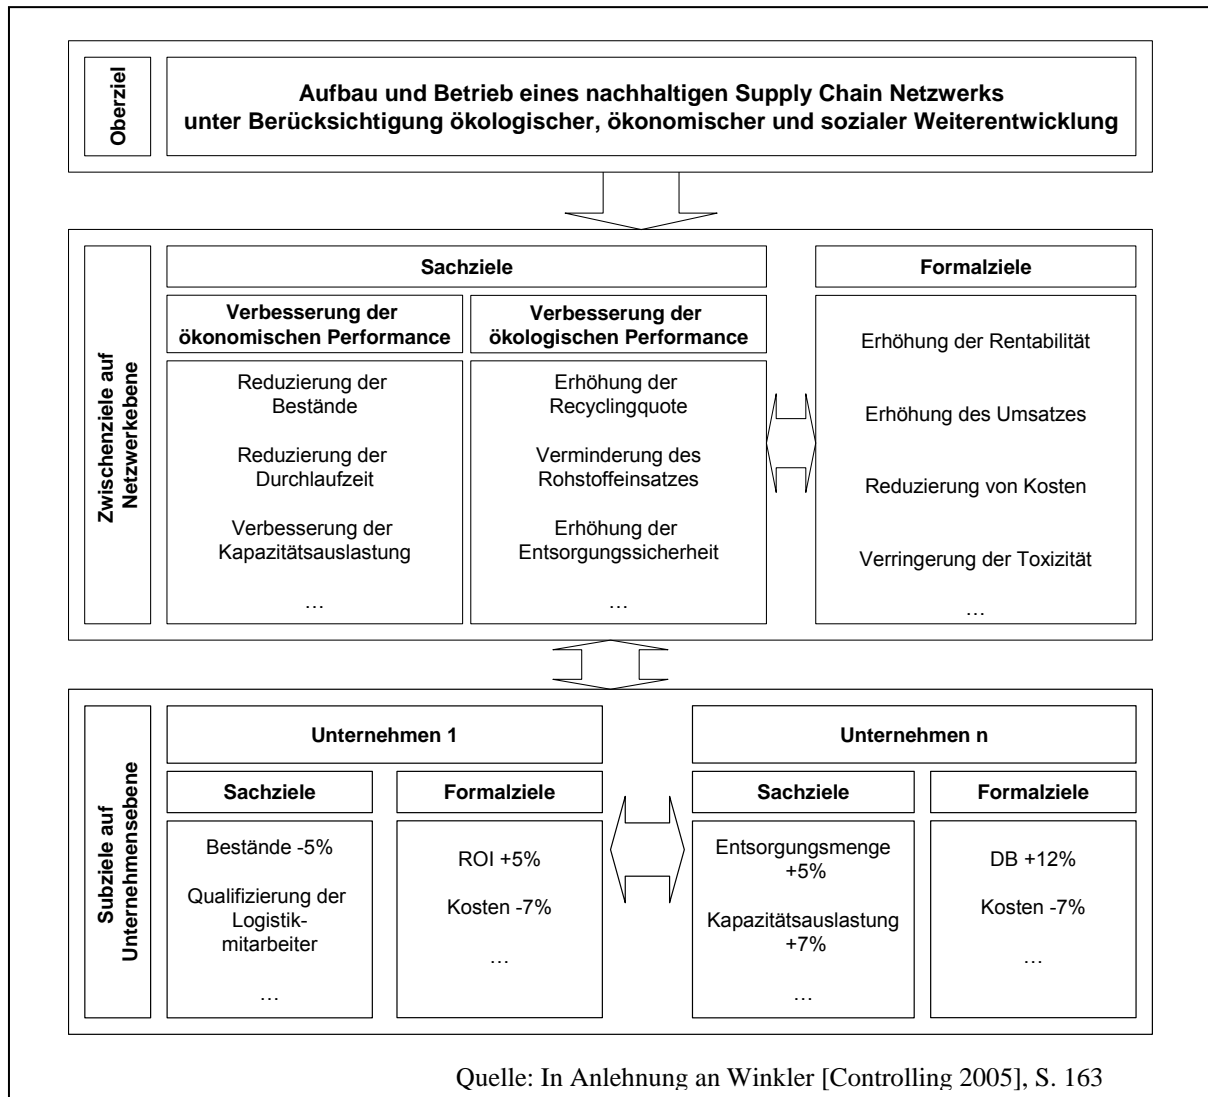 Oberziel
Aufbau und Betrieb eines nachhaltigen Supply Chain Netzwerks
unter Berücksichtigung ökologischer, ökonomischer und sozialer Weiterentwicklung
Zwischenziele auf
Netzwerkebene
Sachziele
Verbesserung der
ökonomischen Performance
Reduzierung der
Bestände
Reduzierung der
Durchlaufzeit
Verbesserung der
Kapazitätsauslastung
…
Verbesserung der
ökologischen Performance
Erhöhung der
Recyclingquote
Verminderung des
Rohstoffeinsatzes
Erhöhung der
Entsorgungssicherheit
…
Formalziele
Erhöhung der Rentabilität
Erhöhung des Umsatzes
Reduzierung von Kosten
Verringerung der Toxizität
…
Subziele auf
Unternehmensebene
Unternehmen 1
Sachziele
Bestände -5%
Qualifizierung der
Logistik-
mitarbeiter
…
Formalziele
ROI +5%
Kosten -7%
…
Unternehmen n
Sachziele
Entsorgungsmenge
+5%
Kapazitätsauslastung
+7%
…
Formalziele
DB +12%
Kosten -7%
…
Quelle: In Anlehnung an Winkler [Controlling 2005], S. 163